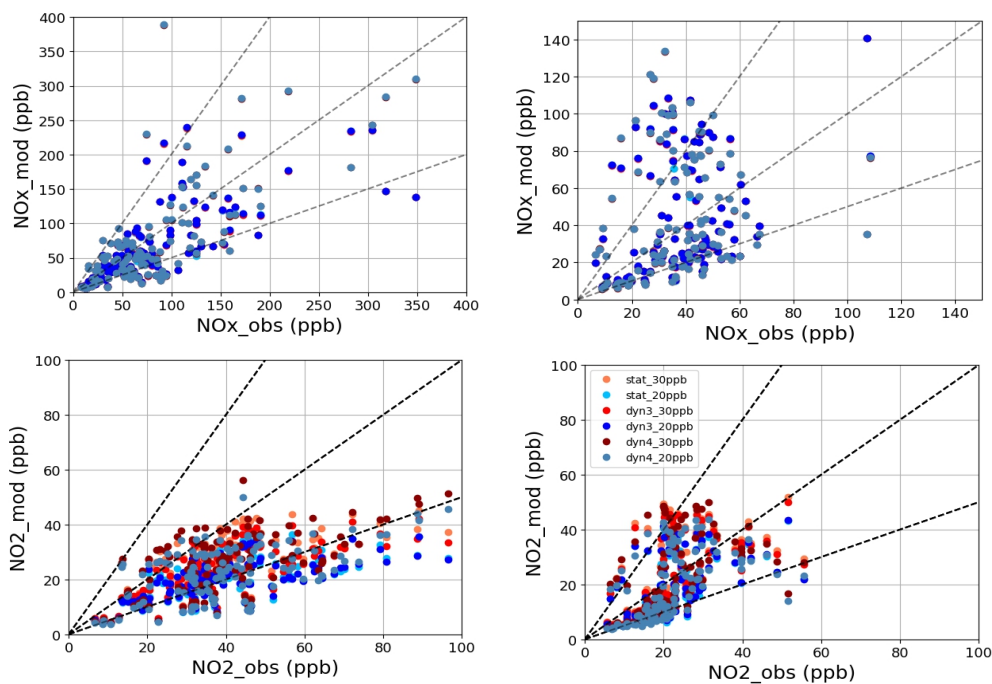 400
350
300
250
200
150
100
50
0
NOx_mod (ppb)
0 50 100 150 200 250 300 350 400
NOx_obs (ppb)
140
120
100
80
60
40
20
0
NOx_mod (ppb)
0 20 40 60 80 100 120 140
NOx_obs (ppb)
100
80
60
40
20
0
NO2_mod (ppb)
0 20 40 60 80 100
NO2_obs (ppb)
100
80
60
40
20
0
NO2_mod (ppb)
stat_30ppb
stat_20ppb
dyn3_30ppb
dyn3_20ppb
dyn4_30ppb
dyn4_20ppb
0 20 40 60 80 100
NO2_obs (ppb)